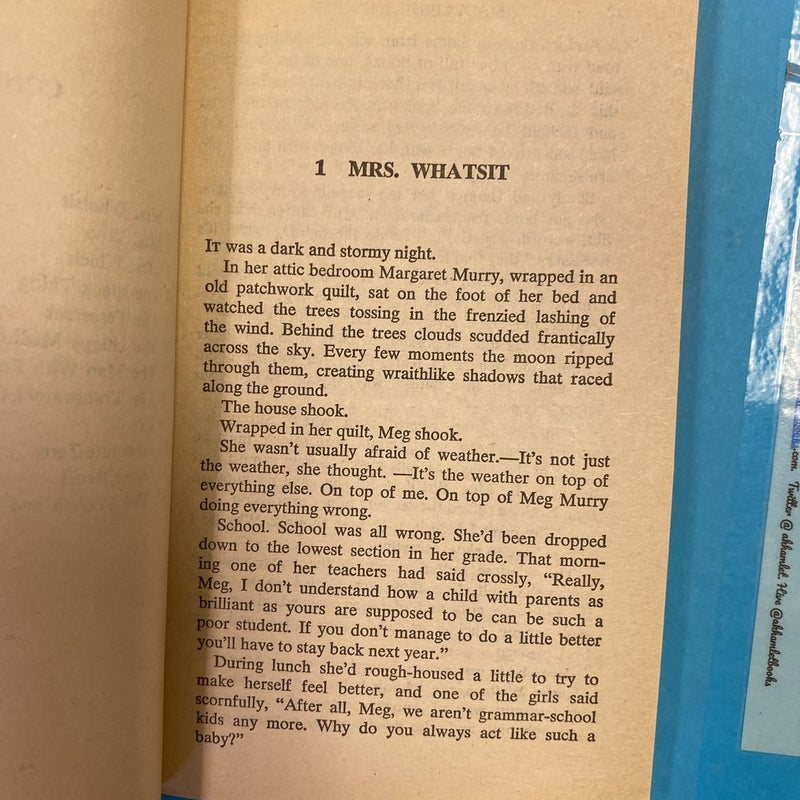 1 MRS. WHATSIT
IT was a dark and stormy night.
In her attic bedroom Margaret Murry, wrapped in an
old patchwork quilt, sat on the foot of her bed and
watched the trees tossing in the frenzied lashing of
the wind. Behind the trees clouds scudded frantically
across the sky. Every few moments the moon ripped
through them, creating wraithlike shadows that raced
along the ground.
The house shook.
Wrapped in her quilt, Meg shook.
She wasn't usually afraid of weather.—It's not just
the weather, she thought. —It's the weather on top of
everything else. On top of me. On top of Meg Murry
doing everything wrong.
School. School was all wrong. She'd been dropped
down to the lowest section in her grade. That morn-
ing one of her teachers had said crossly, “Really,
Meg, I don't understand how a child with parents as
brilliant as yours are supposed to be can be such a
poor student. If you don't manage to do a little better
you'll have to stay back next year.”
During lunch she'd rough-housed a little to try to
make herself feel better, and one of the girls said
scornfully, “After all, Meg, we aren't grammar-school
kids any more. Why do you always act like such a
baby?”
.com. Twitter @ akhamlet. Hive @akhamletbooks